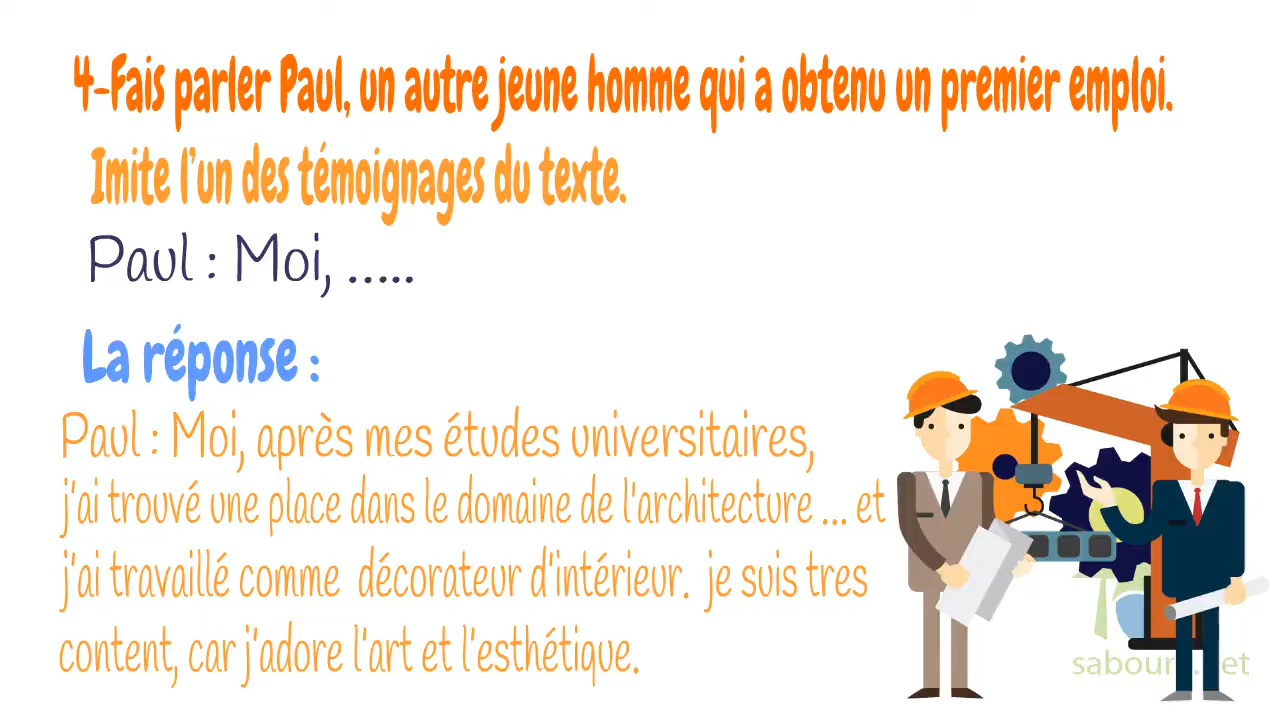 4-Fais parler Paul, un autre jeune homme qui a obtenu un premier emploi.
Imite l'un des témoignages du texte.
Paul : Moi, .....
La réponse :
Paul : Moi, après mes études universitaires,
j'ai trouvé une place dans le domaine de l'architecture ... et
j'ai travaillé comme décorateur d'intérieur. je suis tres
content, car j'adore l'art et l'esthétique.